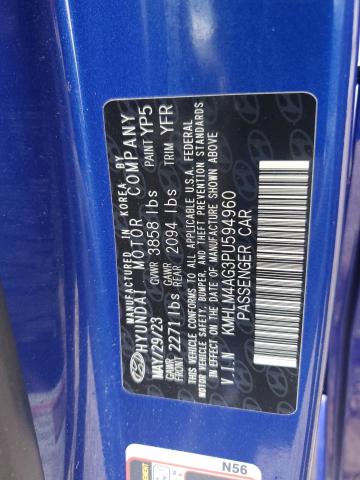 MANUFACTURED IN KOREA BY
HYUNDAI MOTOR COMPANY
MAY/29/23 GVWR 3858 lbs PAINT YP5
GAWR FRONT 2271 lbs GAWR REAR 2094 lbs TRIM YFR
THIS VEHICLE CONFORMS TO ALL APPLICABLE U.S.A. FEDERAL
MOTOR VEHICLE SAFETY, BUMPER, AND THEFT PREVENTION STANDARDS
IN EFFECT ON THE DATE OF MANUFACTURE SHOWN ABOVE
V.I.N KMHLM4AG9PU594960
PASSENGER CAR
N56